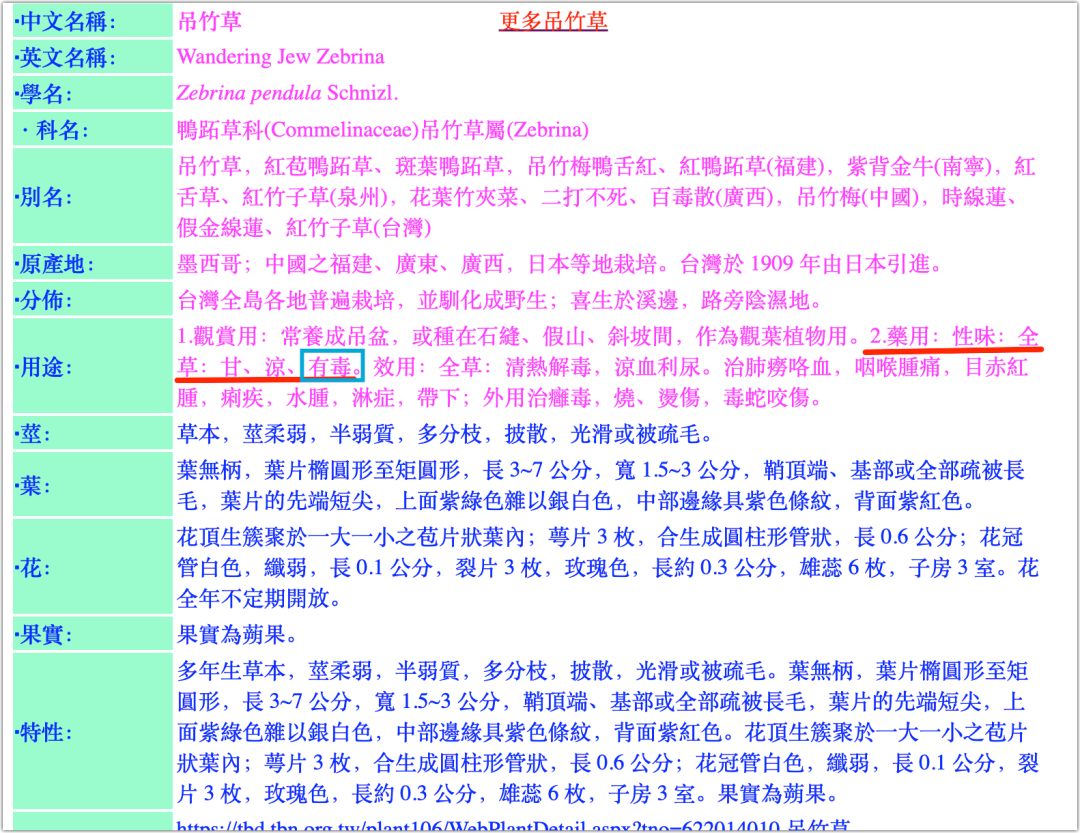 ·中文名稱： 吊竹草 更多吊竹草
·英文名稱： Wandering Jew Zebrina
·學名： Zebrina pendula Schnizl.
·科名： 鴨跖草科(Commelinaceae)吊竹草屬(Zebrina)
·別名： 吊竹草，紅苞鴨跖草、斑葉鴨跖草，吊竹梅鴨舌紅、紅鴨跖草(福建)，紫背金牛(南寧)，紅
舌草、紅竹子草(泉州)，花葉竹夾菜、二打不死、百毒散(廣西)，吊竹梅(中國)，時線蓮、
假金線蓮、紅竹子草(台灣)
·原產地： 墨西哥；中國之福建、廣東、廣西，日本等地栽培。台灣於 1909 年由日本引進。
·分佈： 台灣全島各地普遍栽培，並馴化成野生；喜生於溪邊，路旁陰濕地。
·用途： 1.觀賞用：常養成吊盆，或種在石縫、假山、斜坡間，作為觀葉植物用。2.藥用：性味：全
草：甘、涼、有毒。效用：全草：清熱解毒，涼血利尿。治肺癆咯血，咽喉腫痛，目赤紅
腫，痢疾，水腫，淋症，帶下；外用治癰毒，燒、燙傷，毒蛇咬傷。
·莖： 草本，莖柔弱，半弱質，多分枝，披散，光滑或被疏毛。
·葉： 葉無柄，葉片橢圓形至矩圓形，長 3~7 公分，寬 1.5~3 公分，鞘頂端、基部或全部疏被長
毛，葉片的先端短尖，上面紫綠色雜以銀白色，中部邊緣具紫色條紋，背面紫紅色。
·花： 花頂生簇聚於一大一小之苞片狀葉內；萼片 3 枚，合生成圓柱形管狀，長 0.6 公分；花冠
管白色，纖弱，長 0.1 公分，裂片 3 枚，玫瑰色，長約 0.3 公分，雄蕊 6 枚，子房 3 室。花
全年不定期開放。
·果實： 果實為蒴果。
·特性： 多年生草本，莖柔弱，半弱質，多分枝，披散，光滑或被疏毛。葉無柄，葉片橢圓形至矩
圓形，長 3~7 公分，寬 1.5~3 公分，鞘頂端、基部或全部疏被長毛，葉片的先端短尖，上
面紫綠色雜以銀白色，中部邊緣具紫色條紋，背面紫紅色。花頂生簇聚於一大一小之苞片
狀葉內；萼片 3 枚，合生成圓柱形管狀，長 0.6 公分；花冠管白色，纖弱，長 0.1 公分，裂
片 3 枚，玫瑰色，長約 0.3 公分，雄蕊 6 枚，子房 3 室。果實為蒴果。
https://tbd.tbn.org.tw/plant106/WebPlantDetail.aspx?tno=622014010 吊竹草